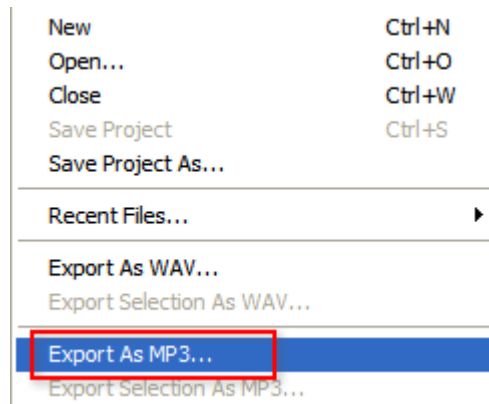 New Ctrl+N
Open... Ctrl+O
Close Ctrl+W
Save Project Ctrl+S
Save Project As...
Recent Files...
Export As WAV...
Export Selection As WAV...
Export As MP3...
Export Selection As MP3...